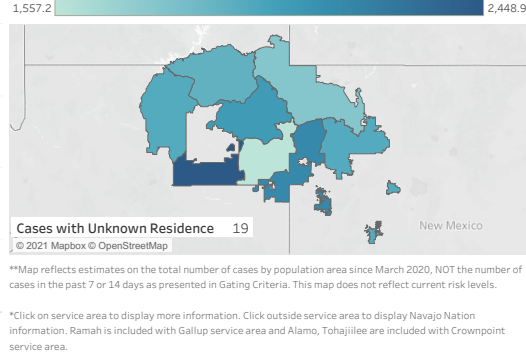 1,557.2 2,448.9
New Mexico
Cases with Unknown Residence 19
© 2021 Mapbox © OpenStreetMap
**Map reflects estimates on the total number of cases by population area since March 2020, NOT the number of
cases in the past 7 or 14 days as presented in Gating Criteria. This map does not reflect current risk levels.
*Click on service area to display more information. Click outside service area to display Navajo Nation
information. Ramah is included with Gallup service area and Alamo, Tohajiilee are included with Crownpoint
service area.